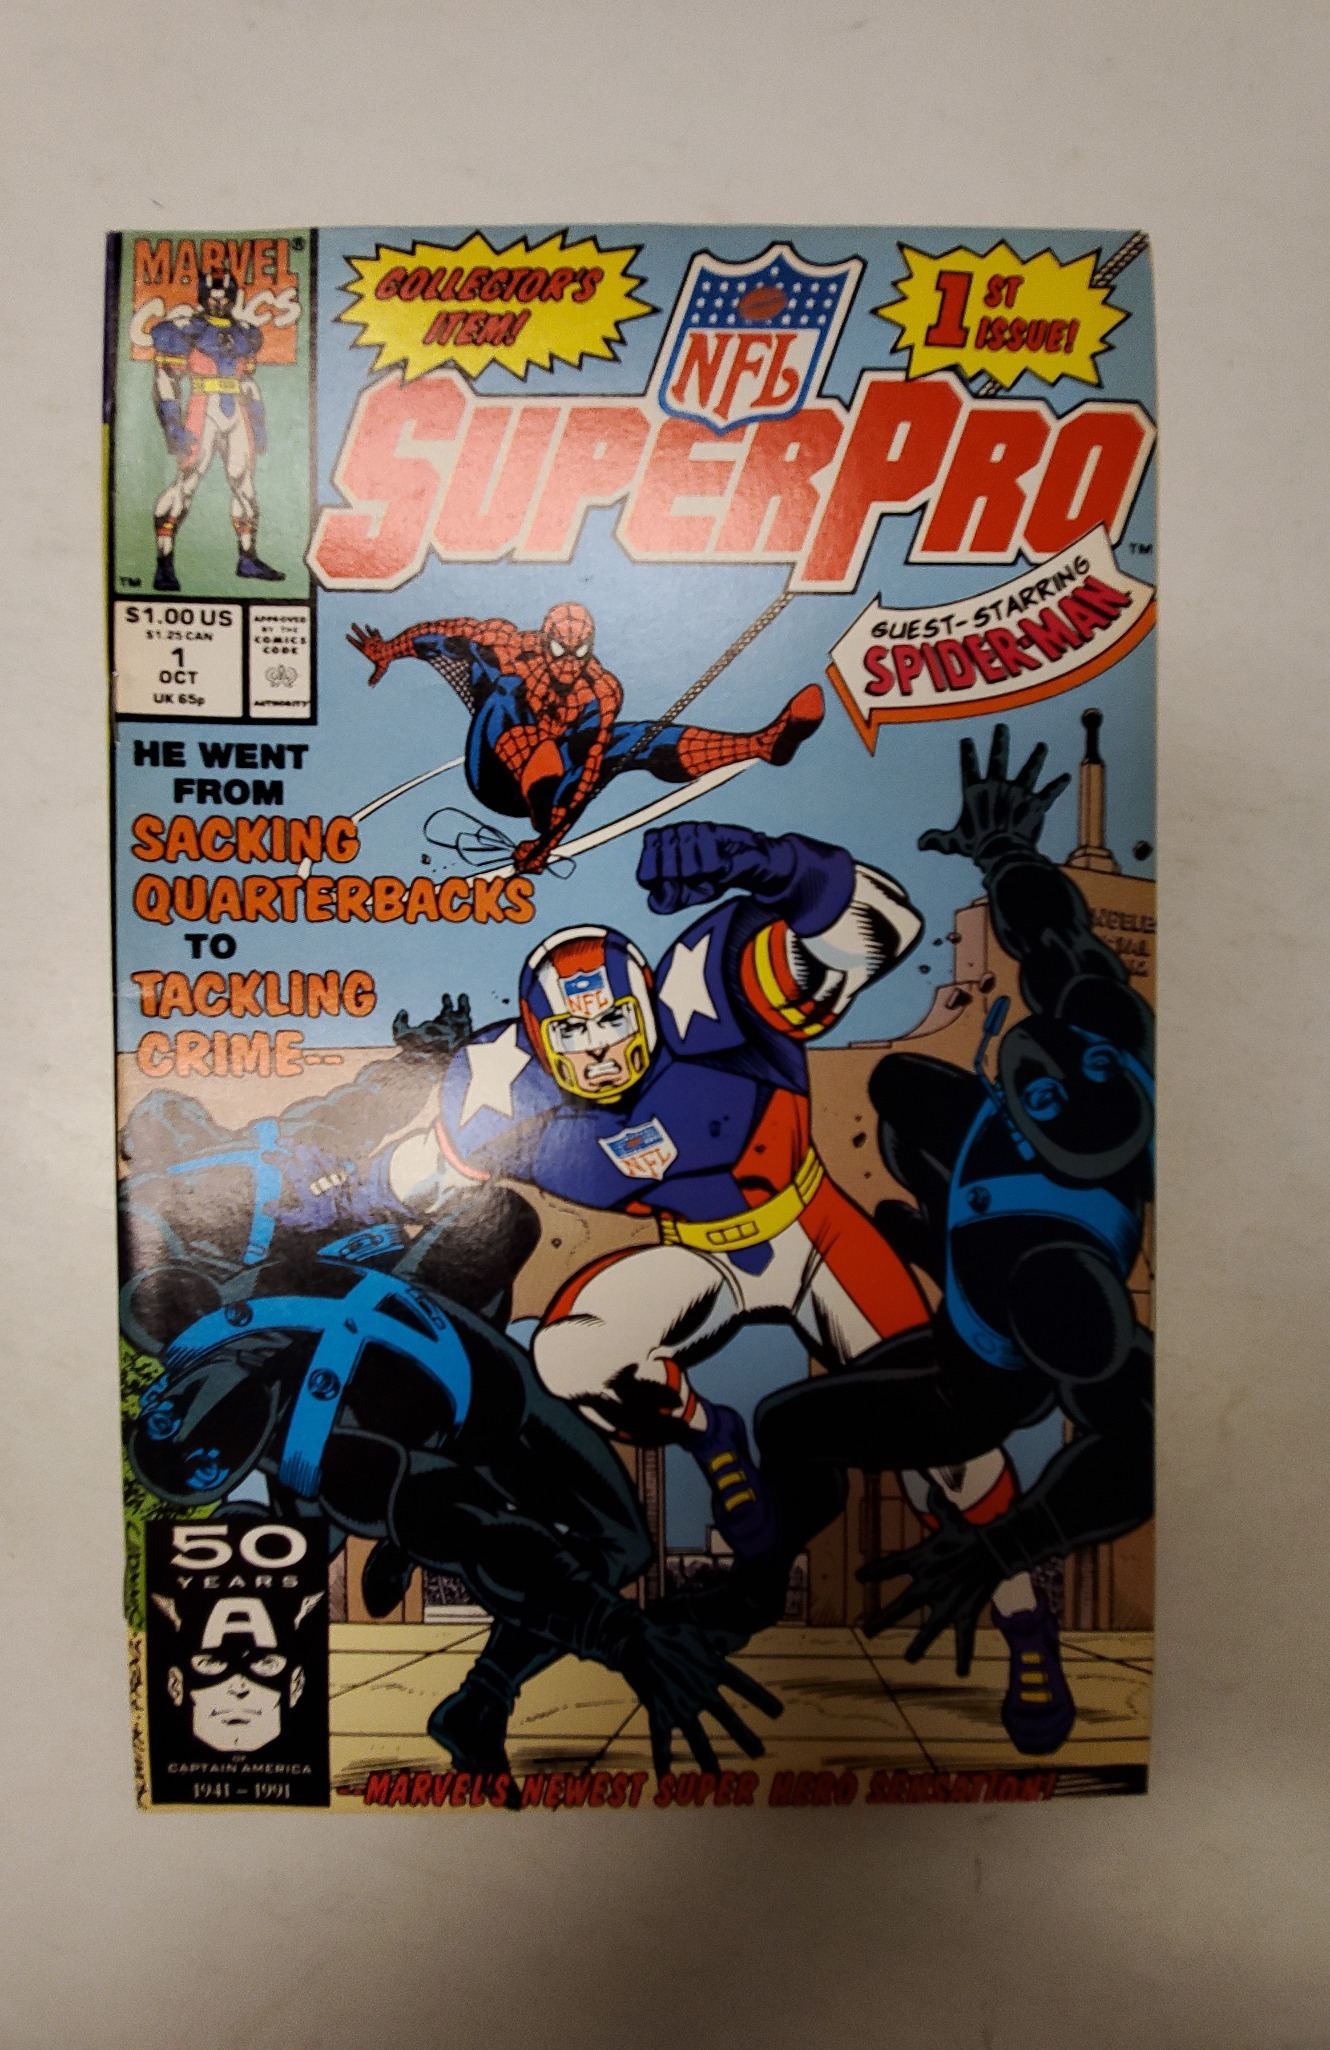 MARVEL®
COMICS
TM
$1.00 US
$1.25 CAN
1
OCT
UK 65p
APPROVED
BY THE
COMICS
CODE
AUTHORITY
COLLECTOR'S
ITEM!
NFL
1ST
ISSUE!
SUPERPRO
TM
GUEST-STARRING
SPIDER-MAN
HE WENT
FROM
SACKING
QUARTERBACKS
TO
TACKLING
CRIME--
NFL
NFL
50
YEARS
A
OF
CAPTAIN AMERICA
1941 - 1991
--MARVEL'S NEWEST SUPER HERO SENSATION!